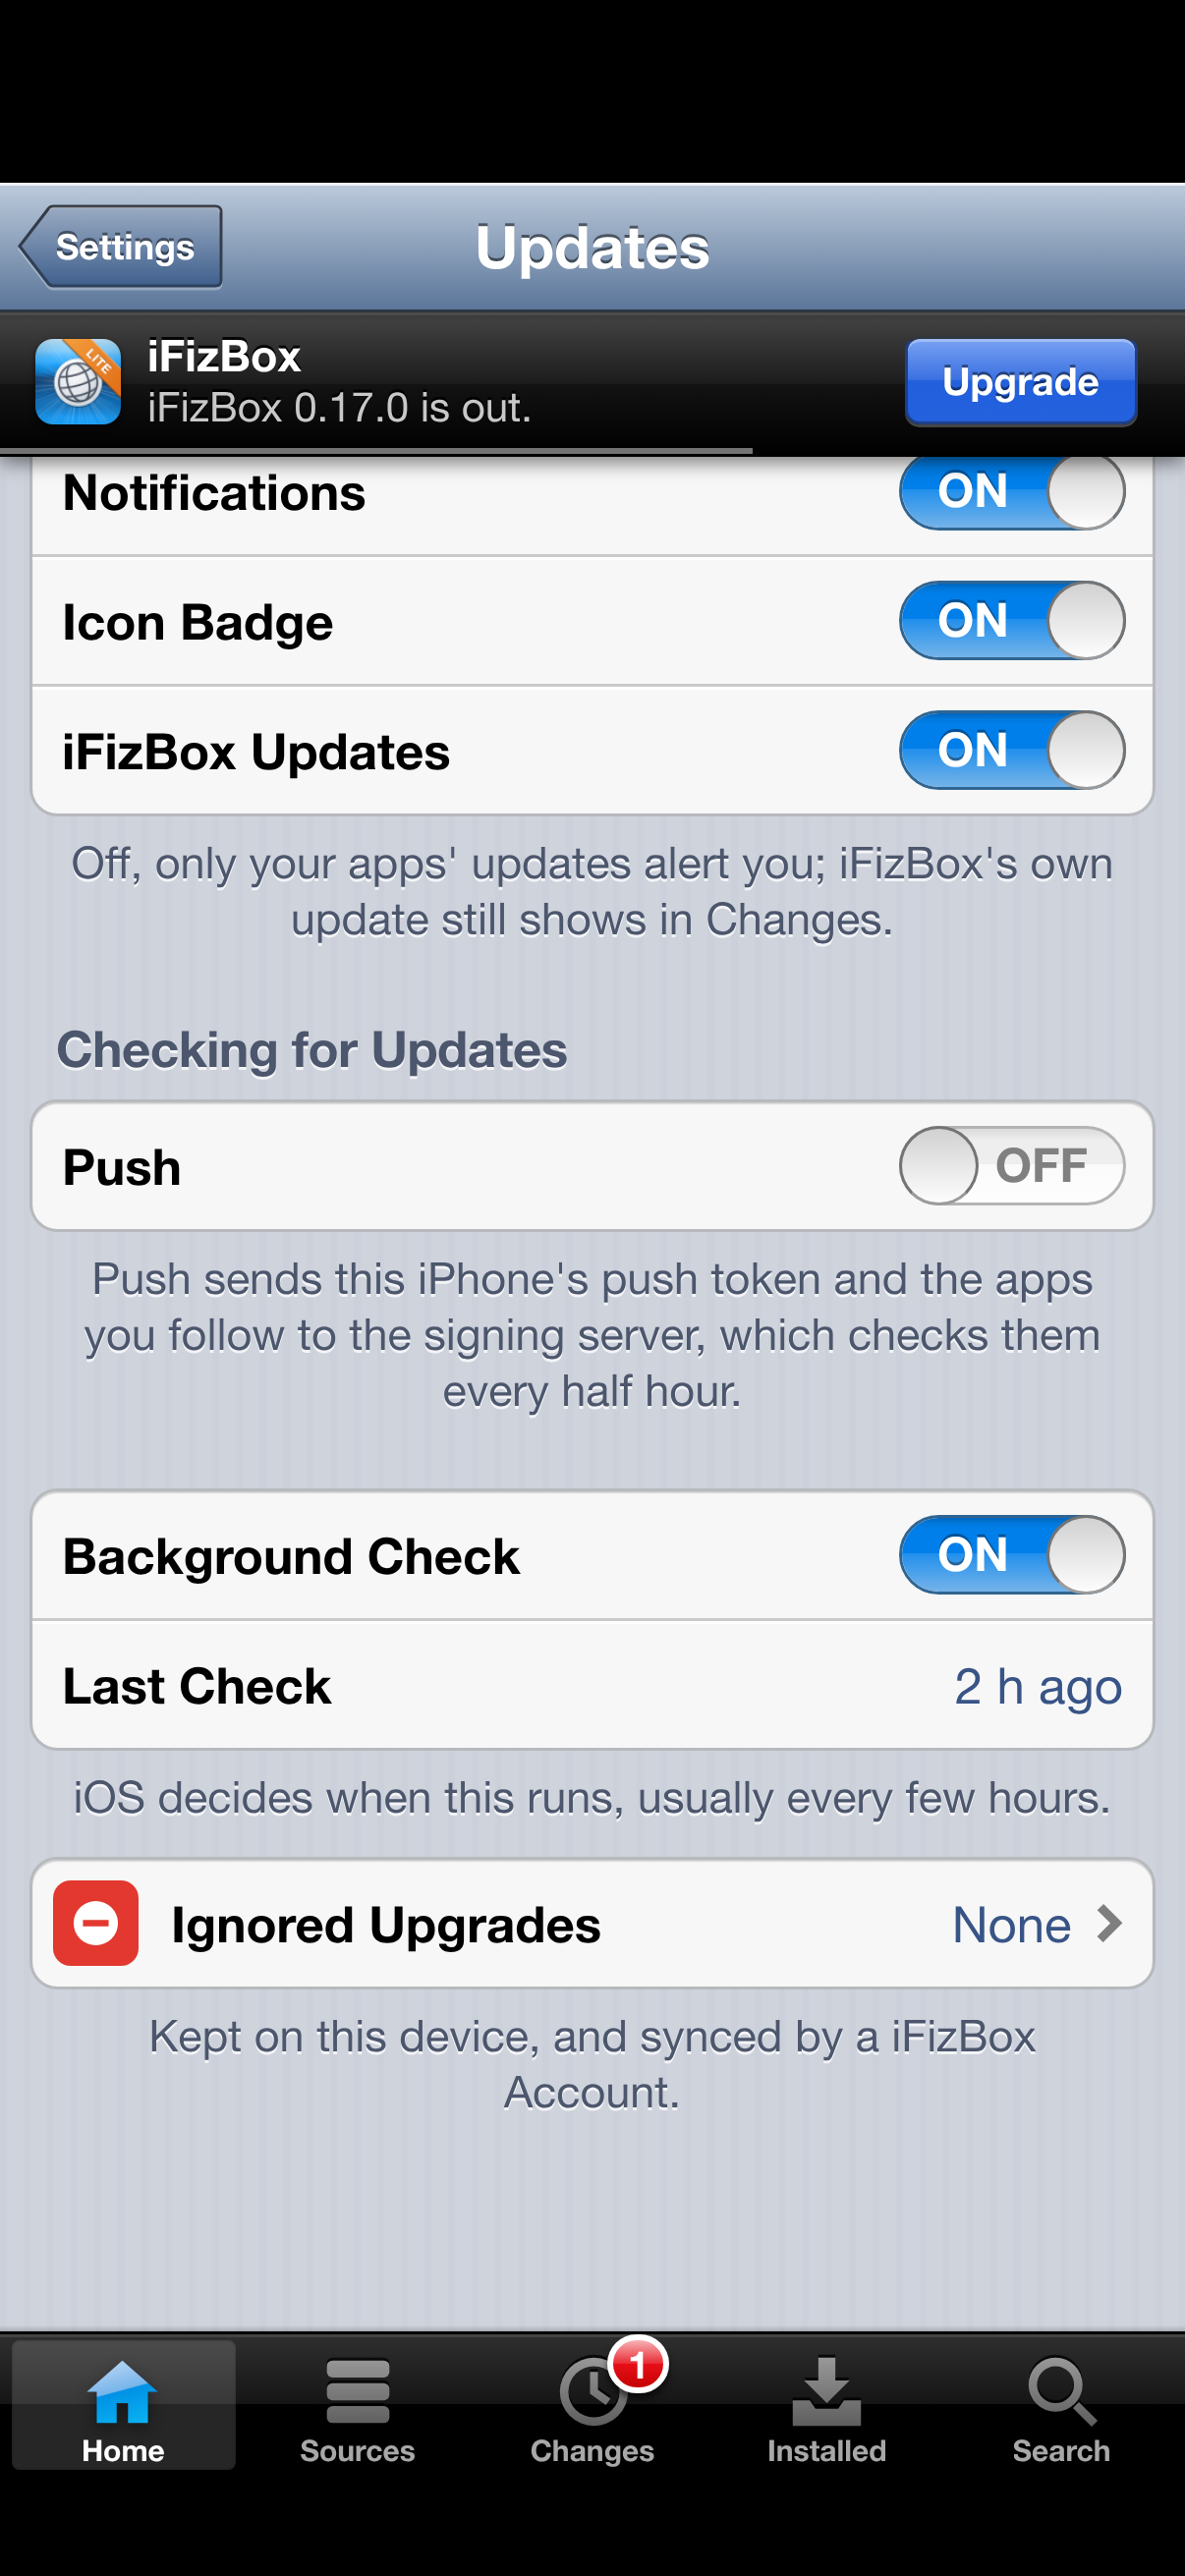 Settings
Updates
LITE
iFizBox
iFizBox 0.17.0 is out.
Upgrade
Notifications
ON
Icon Badge
ON
iFizBox Updates
ON
Off, only your apps' updates alert you; iFizBox's own
update still shows in Changes.
Checking for Updates
Push
OFF
Push sends this iPhone's push token and the apps
you follow to the signing server, which checks them
every half hour.
Background Check
ON
Last Check
2 h ago
iOS decides when this runs, usually every few hours.
Ignored Upgrades
None
Kept on this device, and synced by a iFizBox
Account.
1
Home
Sources
Changes
Installed
Search